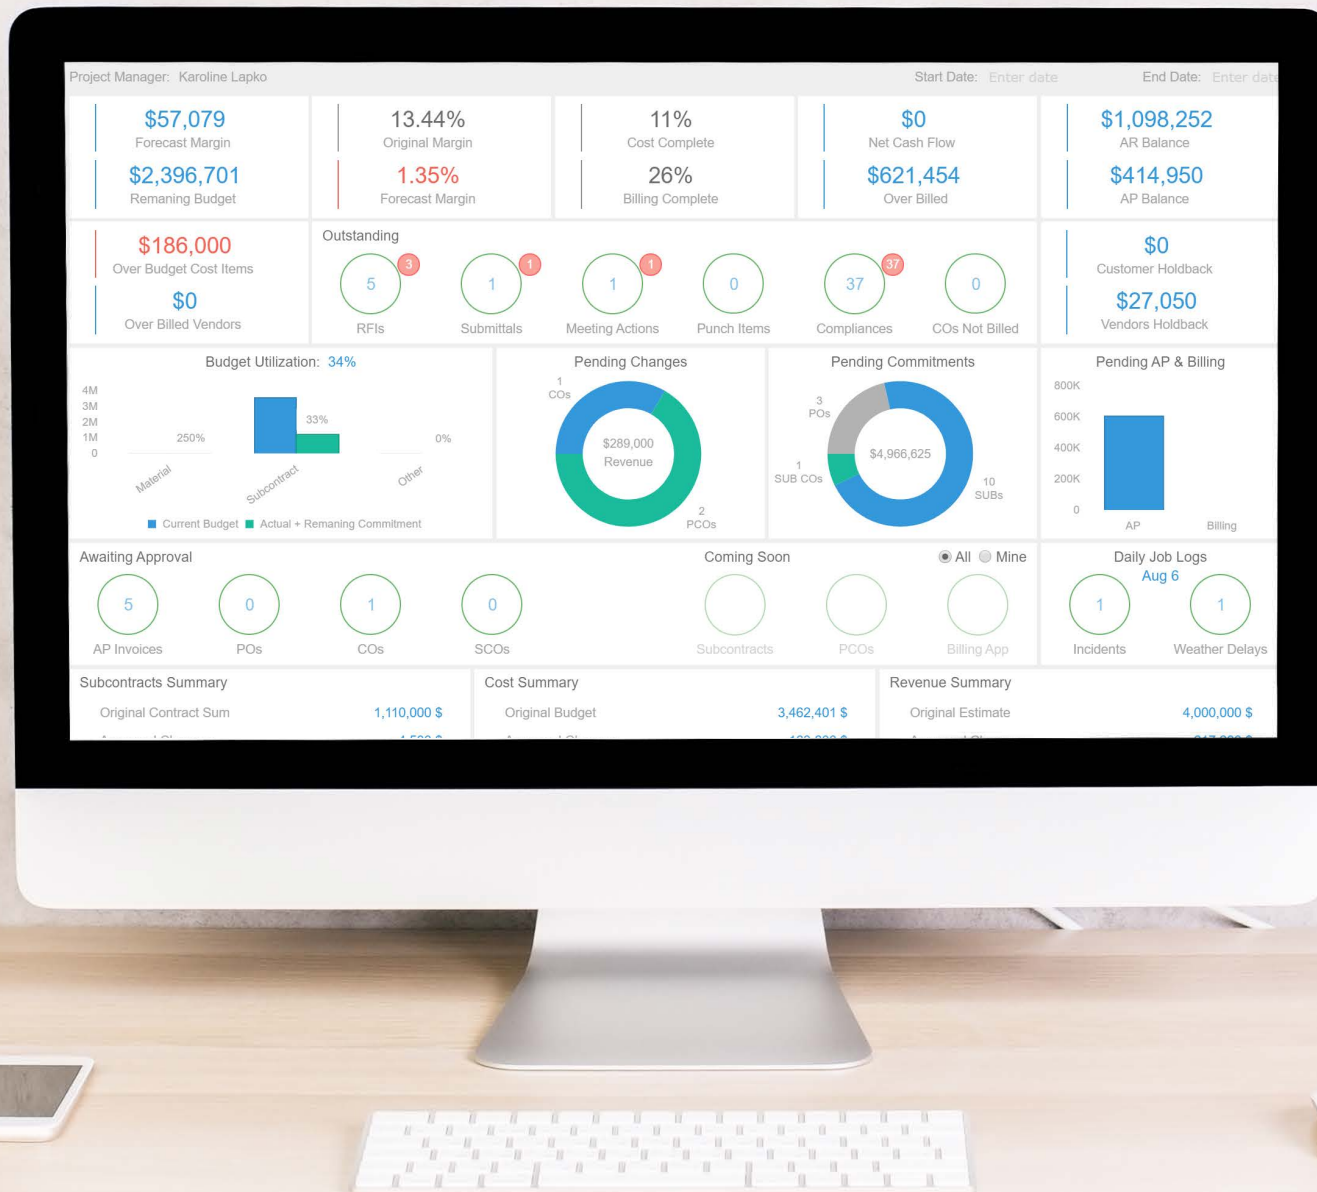 Project Manager: Karoline Lapko Start Date: Enter date End Date: Enter date
$57,079
Forecast Margin
$2,396,701
Remaning Budget
13.44%
Original Margin
1.35%
Forecast Margin
11%
Cost Complete
26%
Billing Complete
$0
Net Cash Flow
$621,454
Over Billed
$1,098,252
AR Balance
$414,950
AP Balance
$186,000
Over Budget Cost Items
$0
Over Billed Vendors
Outstanding
5 3
RFIs
1 1
Submittals
1 1
Meeting Actions
0
Punch Items
37 37
Compliances
0
COs Not Billed
$0
Customer Holdback
$27,050
Vendors Holdback
Budget Utilization: 34%
4M
3M
2M
1M
0
250%
33%
0%
Material
Subcontract
Other
Current Budget Actual + Remaning Commitment
Pending Changes
1
COs
$289,000
Revenue
2
PCOs
Pending Commitments
3
POs
1
SUB COs
$4,966,625
10
SUBs
Pending AP & Billing
800K
600K
400K
200K
0
AP Billing
Awaiting Approval
5
AP Invoices
0
POs
1
COs
0
SCOs
Coming Soon All Mine
Subcontracts
PCOs
Billing App
Daily Job Logs
Aug 6
1
Incidents
1
Weather Delays
Subcontracts Summary
Original Contract Sum 1,110,000 $
Cost Summary
Original Budget 3,462,401 $
Revenue Summary
Original Estimate 4,000,000 $